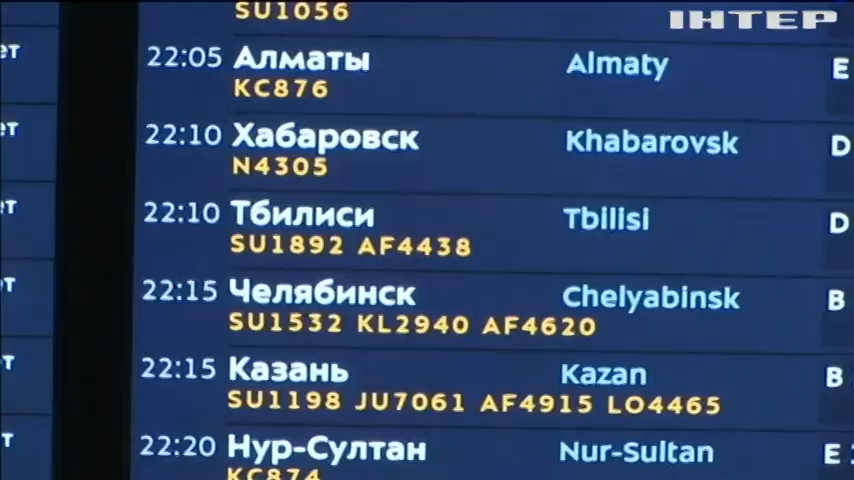 SU1056
ІНТЕР
22:05 Алматы Almaty E
KC876
22:10 Хабаровск Khabarovsk D
N4305
22:10 Тбилиси Tbilisi D
SU1892 AF4438
22:15 Челябинск Chelyabinsk B
SU1532 KL2940 AF4620
22:15 Казань Kazan B
SU1198 JU7061 AF4915 LO4465
22:20 Нур-Султан Nur-Sultan E
KC874